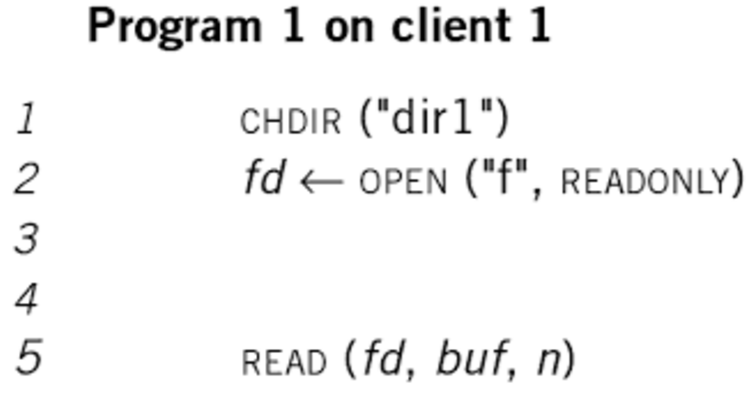 Program 1 on client 1
1 CHDIR ("dir1")
2 fd ← OPEN ("f", READONLY)
3
4
5 READ (fd, buf, n)